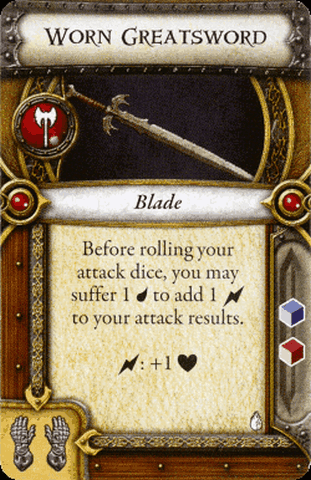 Worn Greatsword
Blade
Before rolling your
attack dice, you may
suffer 1 to add 1
to your attack results.
: +1